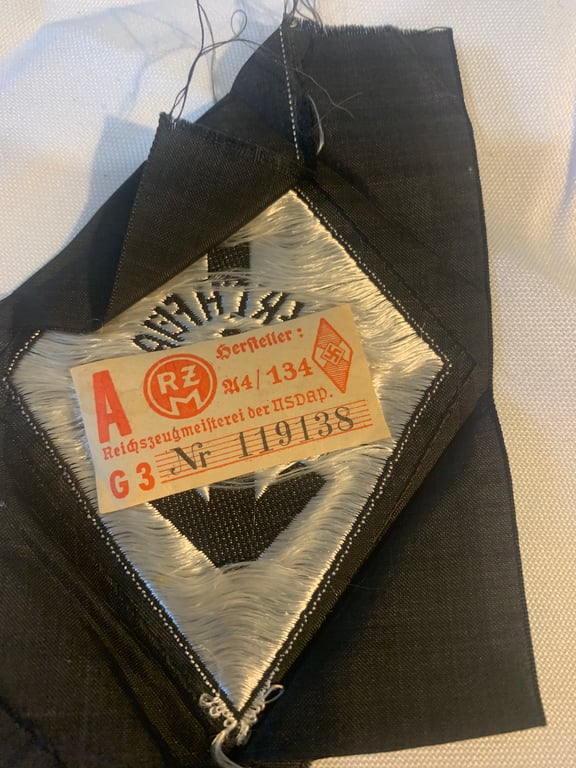 Hersteller:
A RZM A4/134
Reichszeugmeisterei der NSDAP.
G3 Nr 119138